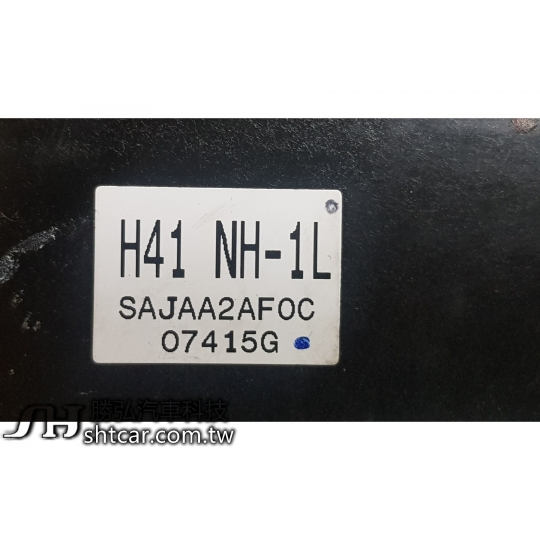 H41 NH-1L
SAJAA2AF0C
07415G
SH 勝弘汽車科技
shtcar.com.tw